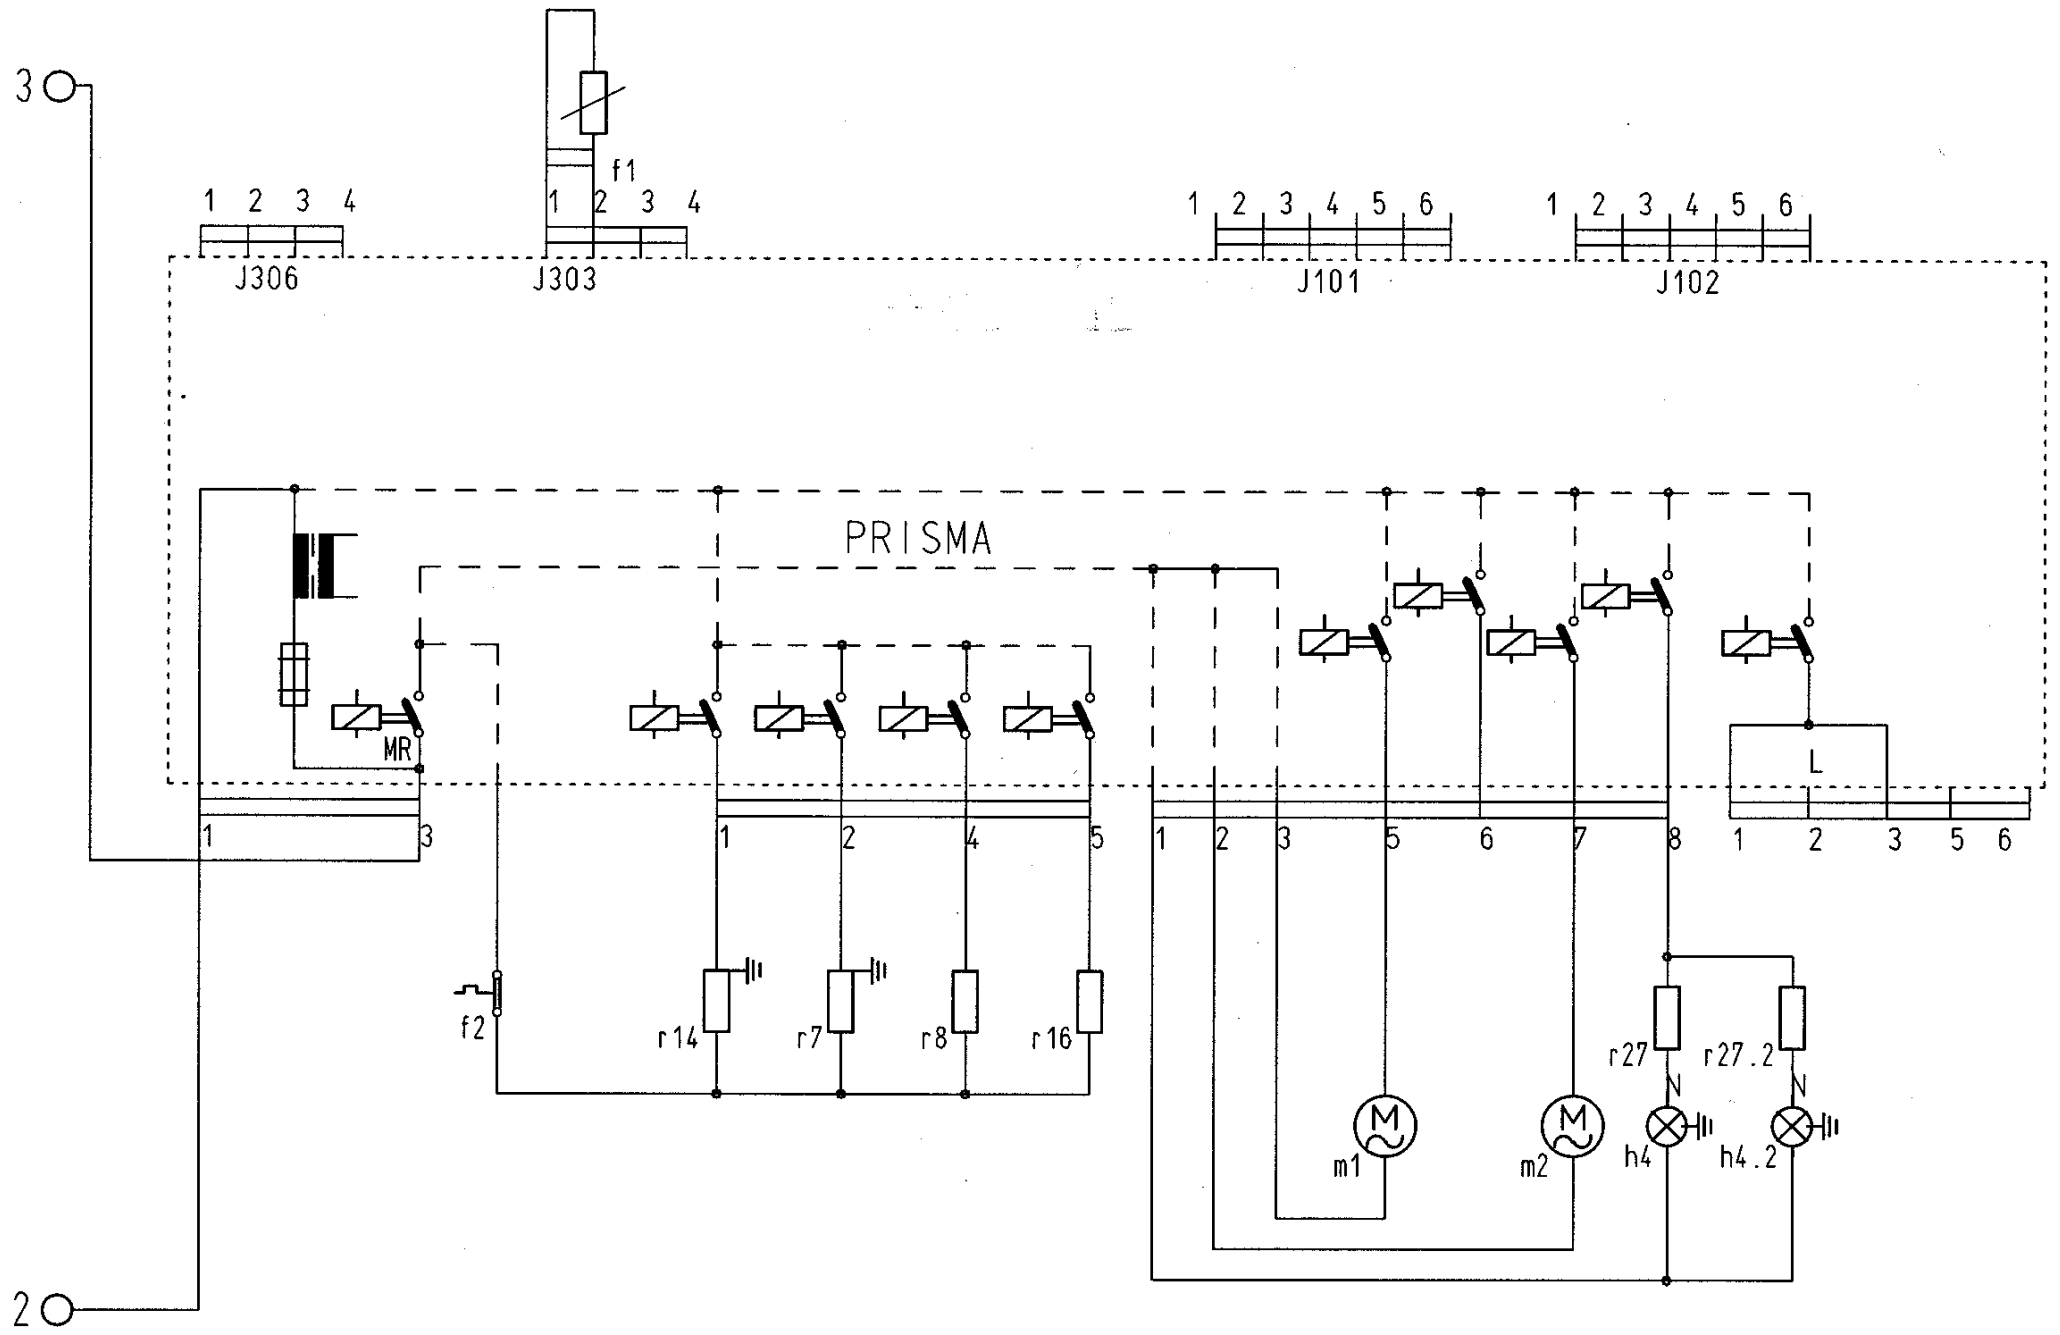 3
f1
1 2 3 4
1 2 3 4
1 2 3 4 5 6
1 2 3 4 5 6
J306
J303
J101
J102
PRISMA
MR
L
1 3
1 2 4 5
1 2 3 5 6 7 8
1 2 3 5 6
f2
r14
r7
r8
r16
r27
r27.2
N
N
M
M
m1
m2
h4
h4.2
2